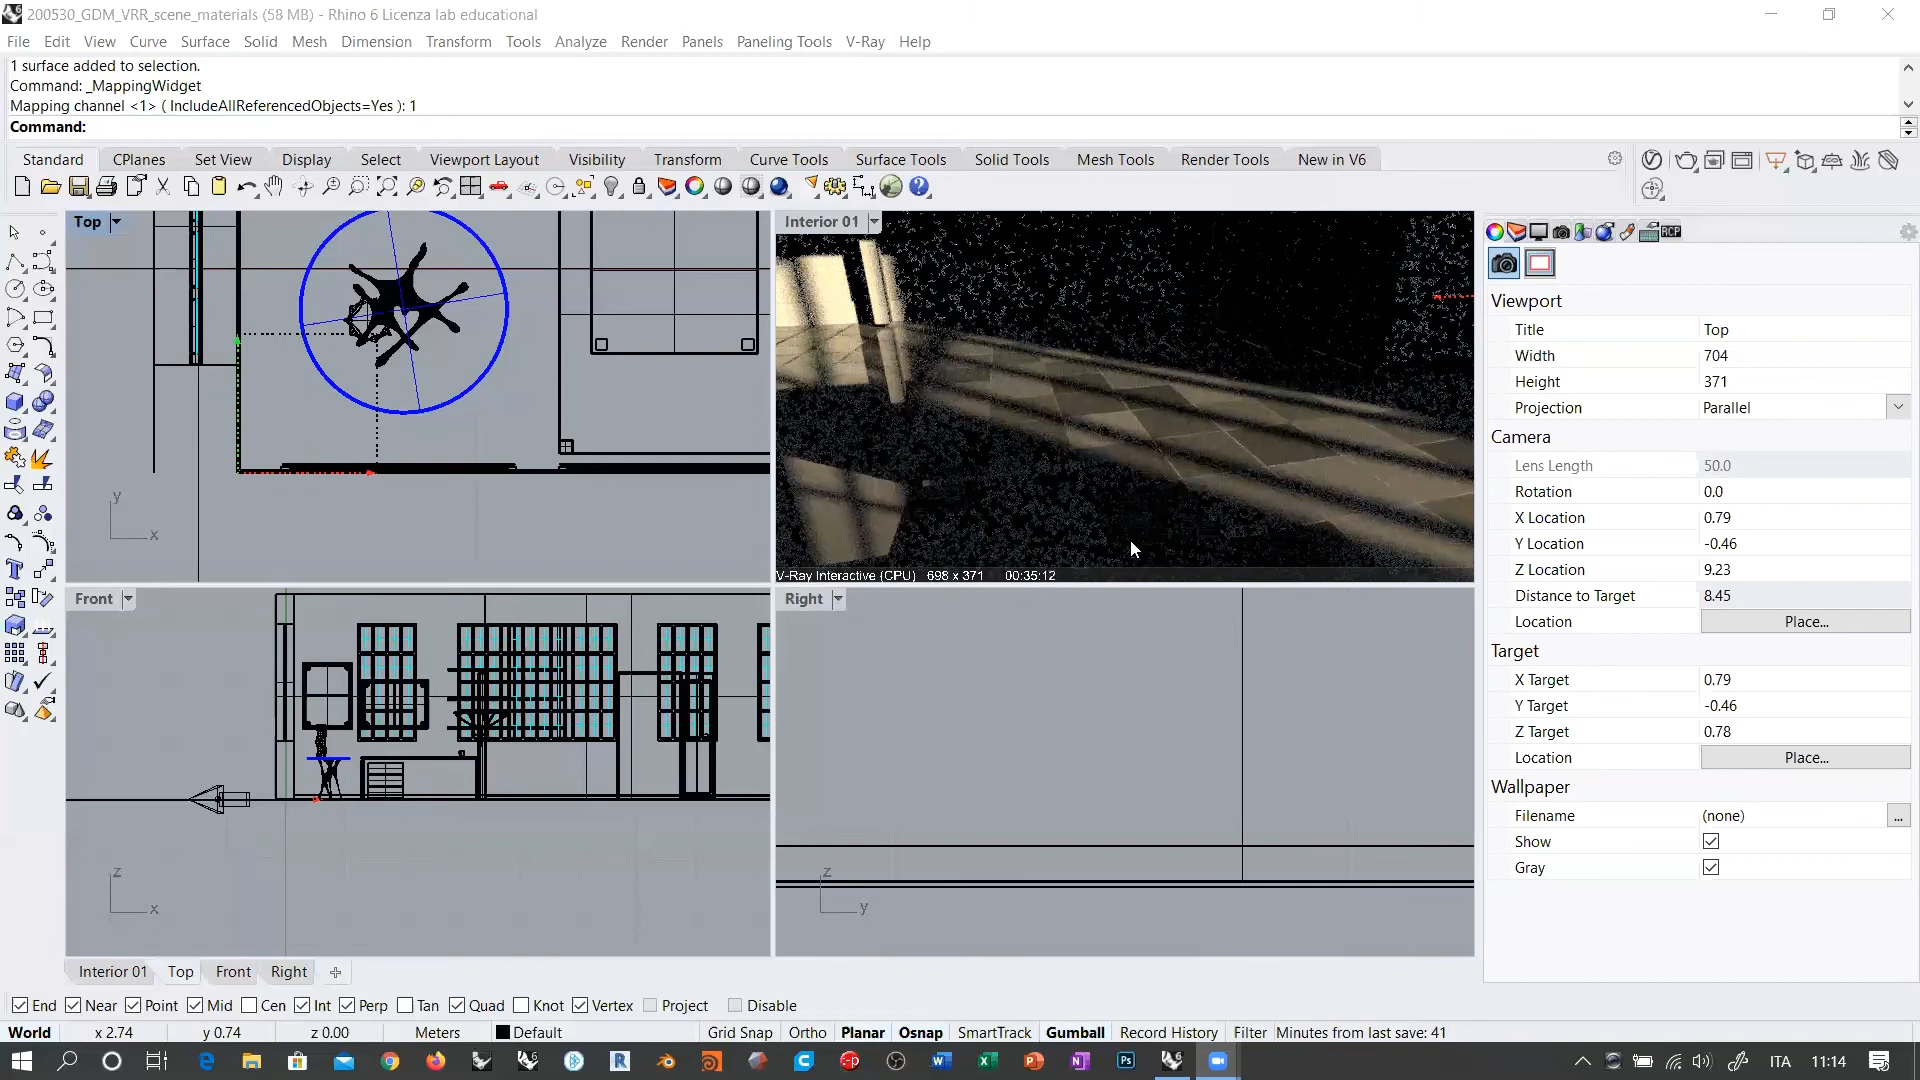 200530_GDM_VRR_scene_materials (58 MB) - Rhino 6 Licenza lab educational
File Edit View Curve Surface Solid Mesh Dimension Transform Tools Analyze Render Panels Paneling Tools V-Ray Help
1 surface added to selection.
Command: _MappingWidget
Mapping channel <1> ( IncludeAllReferencedObjects=Yes ): 1
Command:
Standard CPlanes Set View Display Select Viewport Layout Visibility Transform Curve Tools Surface Tools Solid Tools Mesh Tools Render Tools New in V6
Top
y
x
Interior 01
V-Ray Interactive (CPU) 698 x 371 00:35:12
Front
z
x
Right
z
y
RCP
Viewport
Title Top
Width 704
Height 371
Projection Parallel
Camera
Lens Length 50.0
Rotation 0.0
X Location 0.79
Y Location -0.46
Z Location 9.23
Distance to Target 8.45
Location Place...
Target
X Target 0.79
Y Target -0.46
Z Target 0.78
Location Place...
Wallpaper
Filename (none) ...
Show
Gray
Interior 01 Top Front Right
End Near Point Mid Cen Int Perp Tan Quad Knot Vertex Project Disable
World x 2.74 y 0.74 z 0.00 Meters Default Grid Snap Ortho Planar Osnap SmartTrack Gumball Record History Filter Minutes from last save: 41
ITA 11:14